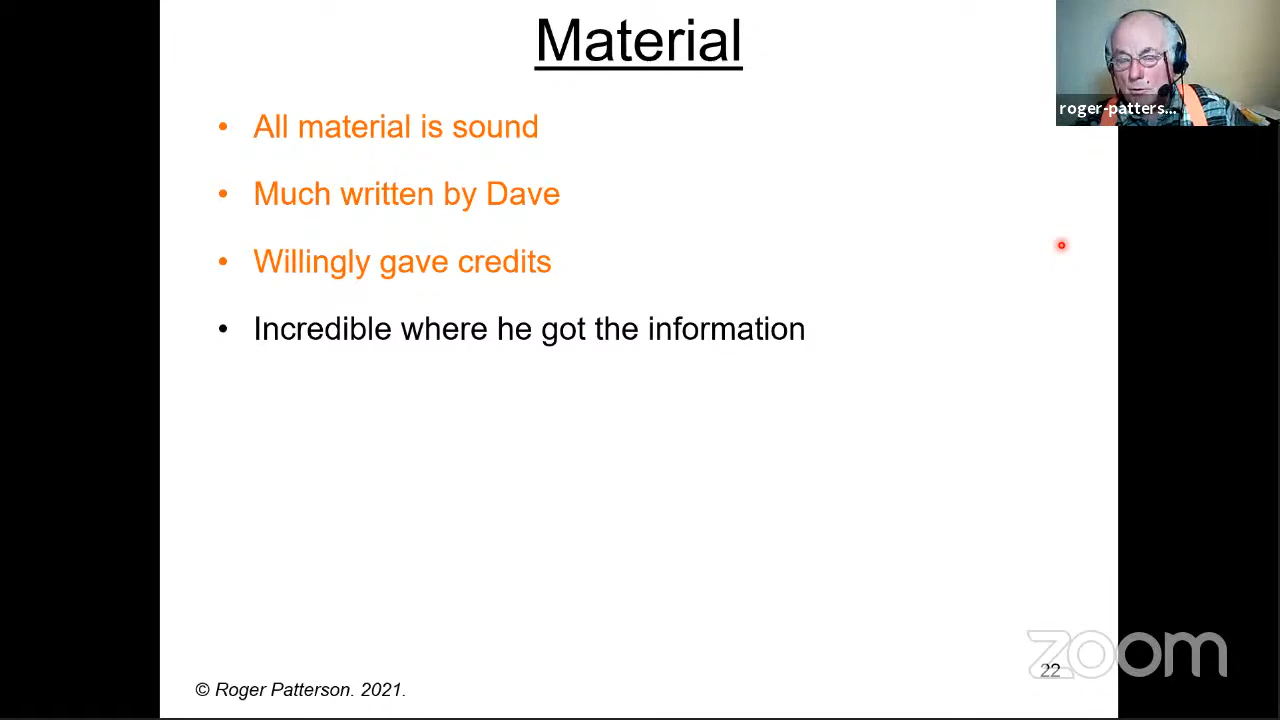 Material
roger-patters...
• All material is sound
• Much written by Dave
• Willingly gave credits
• Incredible where he got the information
zoom
22
© Roger Patterson. 2021.